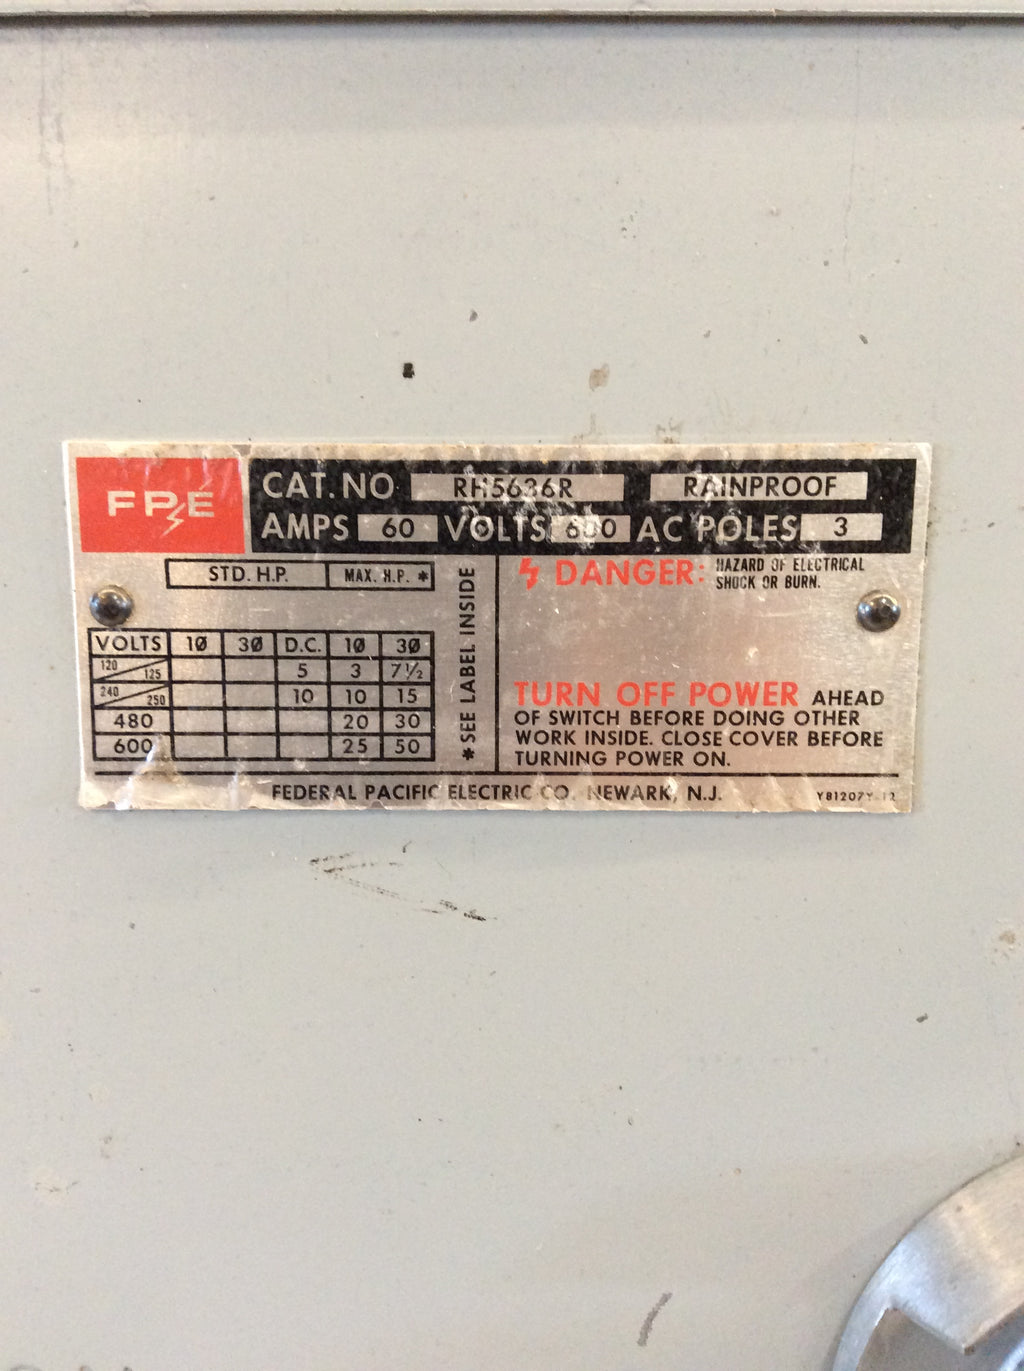 FPE
CAT. NO RH5636R RAINPROOF
AMPS 60 VOLTS 600 AC POLES 3
STD. H.P. MAX. H.P. *
VOLTS 1Ø 3Ø D.C. 1Ø 3Ø
120/125 5 3 7½
240/250 10 10 15
480 20 30
600 25 50
* SEE LABEL INSIDE
DANGER: HAZARD OF ELECTRICAL
SHOCK OR BURN.
TURN OFF POWER AHEAD
OF SWITCH BEFORE DOING OTHER
WORK INSIDE. CLOSE COVER BEFORE
TURNING POWER ON.
FEDERAL PACIFIC ELECTRIC CO. NEWARK, N.J.